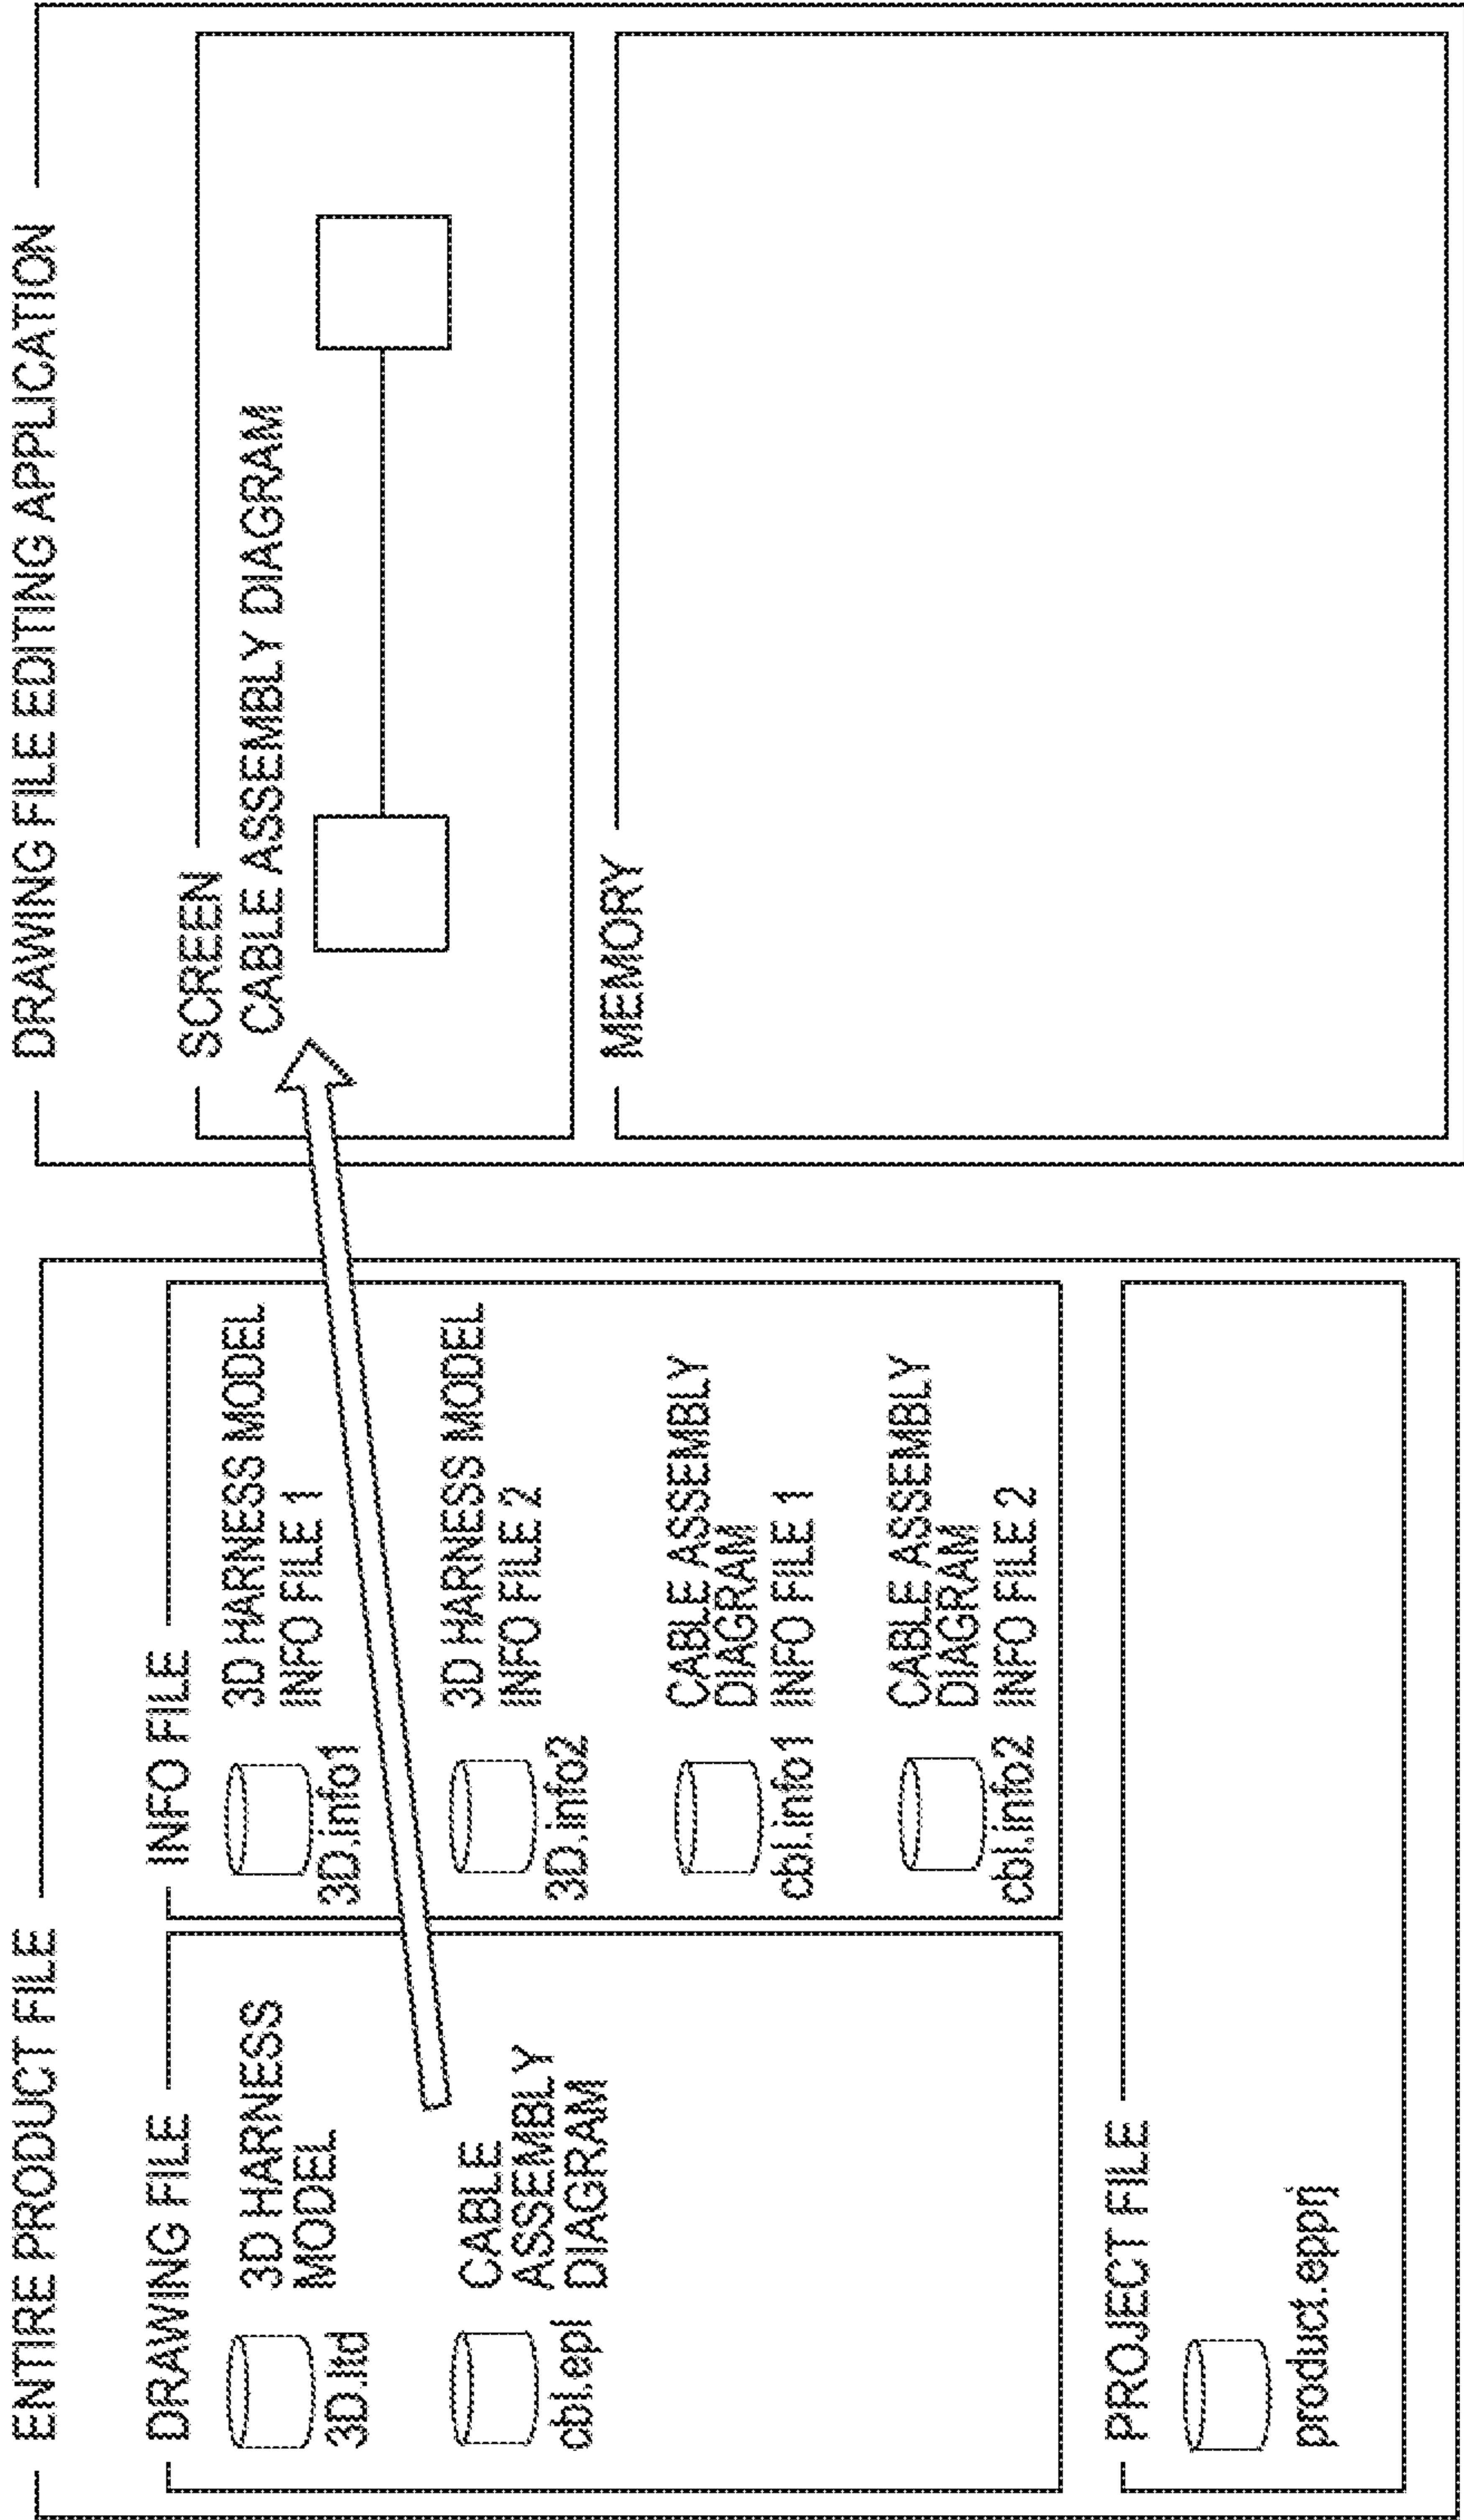 ENTIRE PRODUCT FILE
DRAWING FILE
3D HARNESS
MODEL
3D.ltd
CABLE
ASSEMBLY
DIAGRAM
cbl.epl
INFO FILE
3D HARNESS MODEL
INFO FILE 1
3D.info1
3D HARNESS MODEL
INFO FILE 2
3D.info2
CABLE ASSEMBLY
DIAGRAM
INFO FILE 1
cbl.info1
CABLE ASSEMBLY
DIAGRAM
INFO FILE 2
cbl.info2
PROJECT FILE
product.epprj
DRAWING FILE EDITING APPLICATION
SCREEN
CABLE ASSEMBLY DIAGRAM
MEMORY